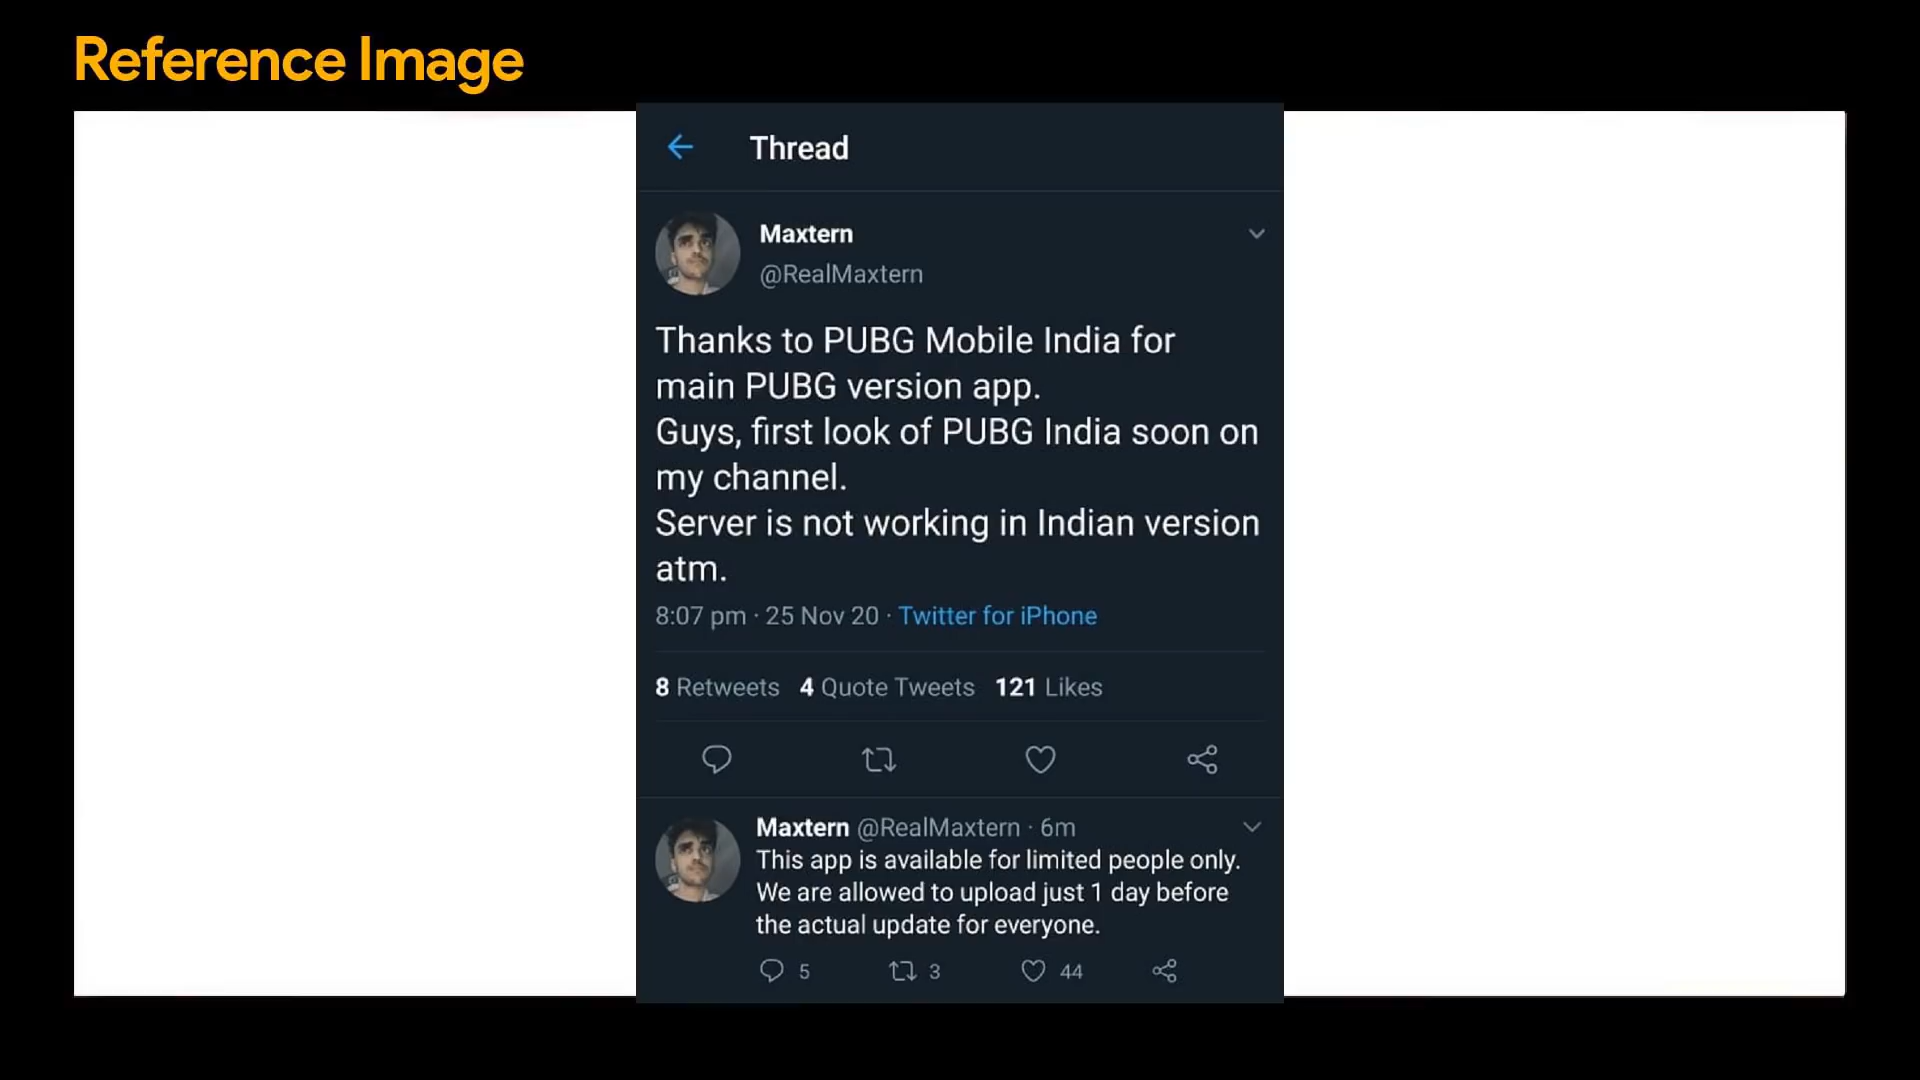 Reference Image
Thread
Maxtern
@RealMaxtern
Thanks to PUBG Mobile India for
main PUBG version app.
Guys, first look of PUBG India soon on
my channel.
Server is not working in Indian version
atm.
8:07 pm · 25 Nov 20 · Twitter for iPhone
8 Retweets 4 Quote Tweets 121 Likes
Maxtern @RealMaxtern · 6m
This app is available for limited people only.
We are allowed to upload just 1 day before
the actual update for everyone.
5 3 44